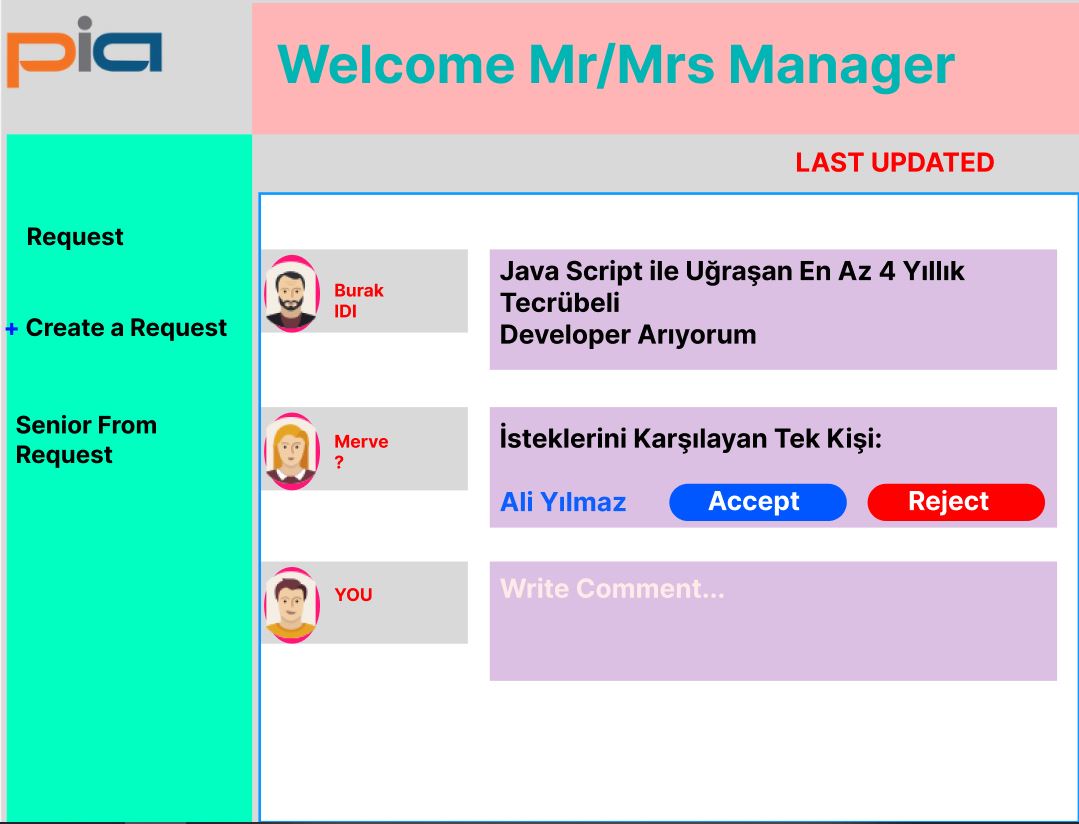 pia
Welcome Mr/Mrs Manager
LAST UPDATED
Request
+ Create a Request
Senior From
Request
Burak
IDI
Java Script ile Uğraşan En Az 4 Yıllık
Tecrübeli
Developer Arıyorum
Merve
?
İsteklerini Karşılayan Tek Kişi:
Ali Yılmaz Accept Reject
YOU
Write Comment...